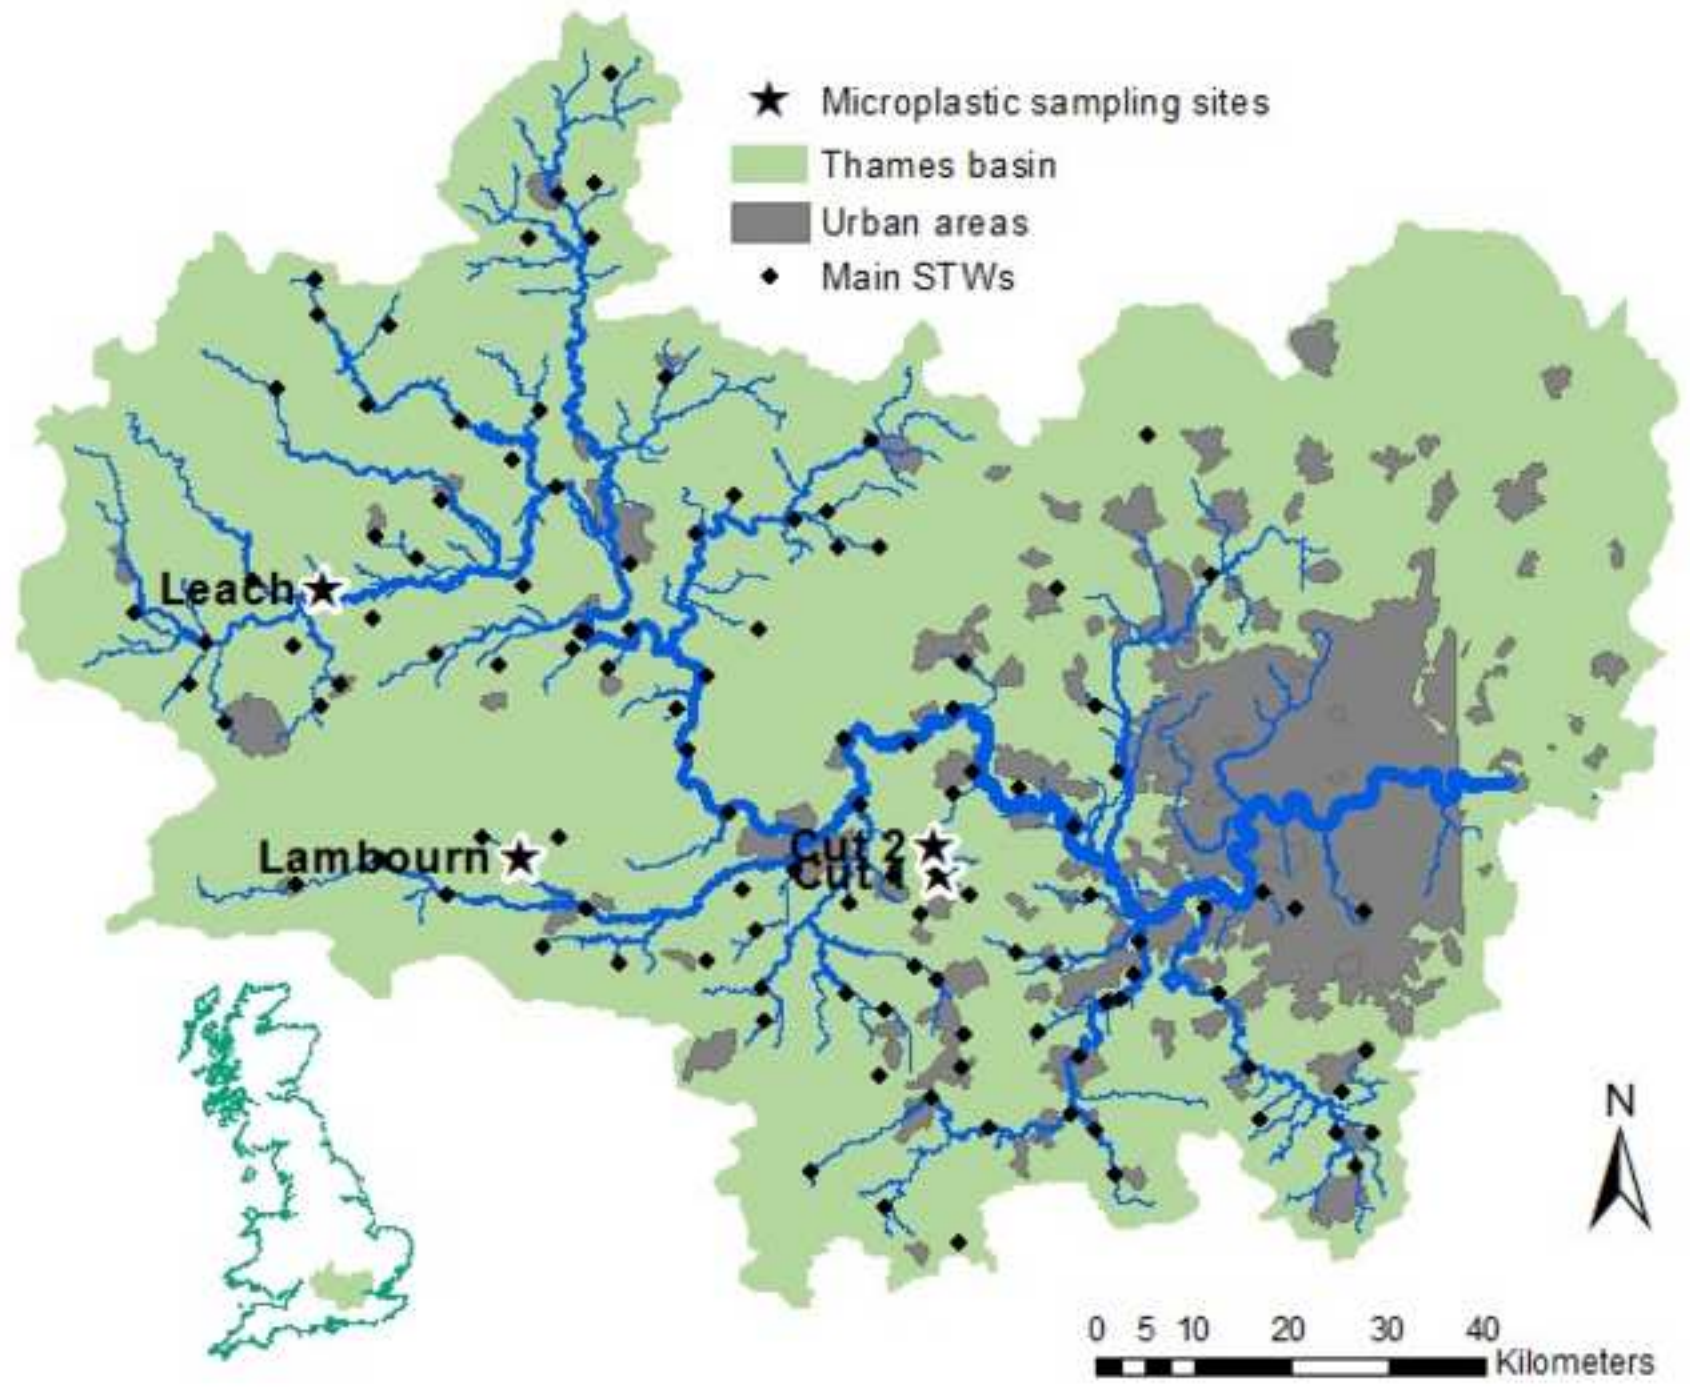 Microplastic sampling sites
Thames basin
Urban areas
Main STWs
Leach
Lambourn
Cut 2
Cut 4
N
0 5 10 20 30 40
Kilometers